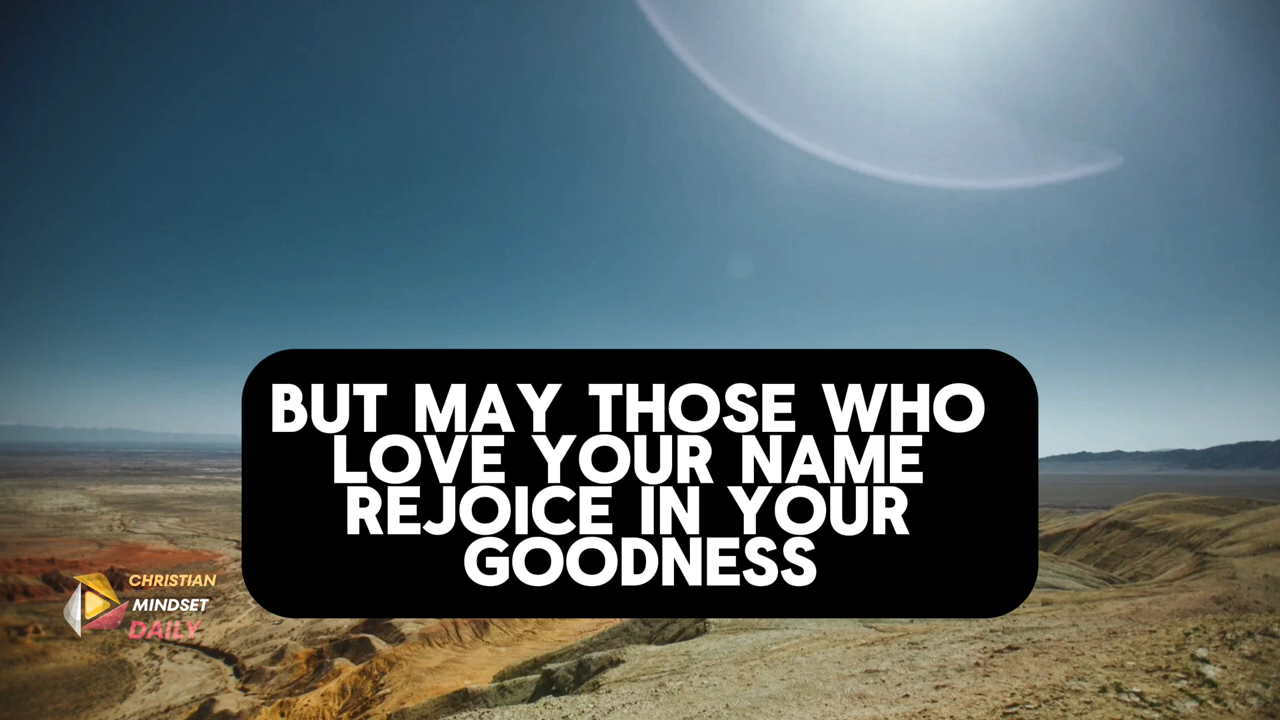 BUT MAY THOSE WHO
LOVE YOUR NAME
REJOICE IN YOUR
GOODNESS
CHRISTIAN
MINDSET
DAILY